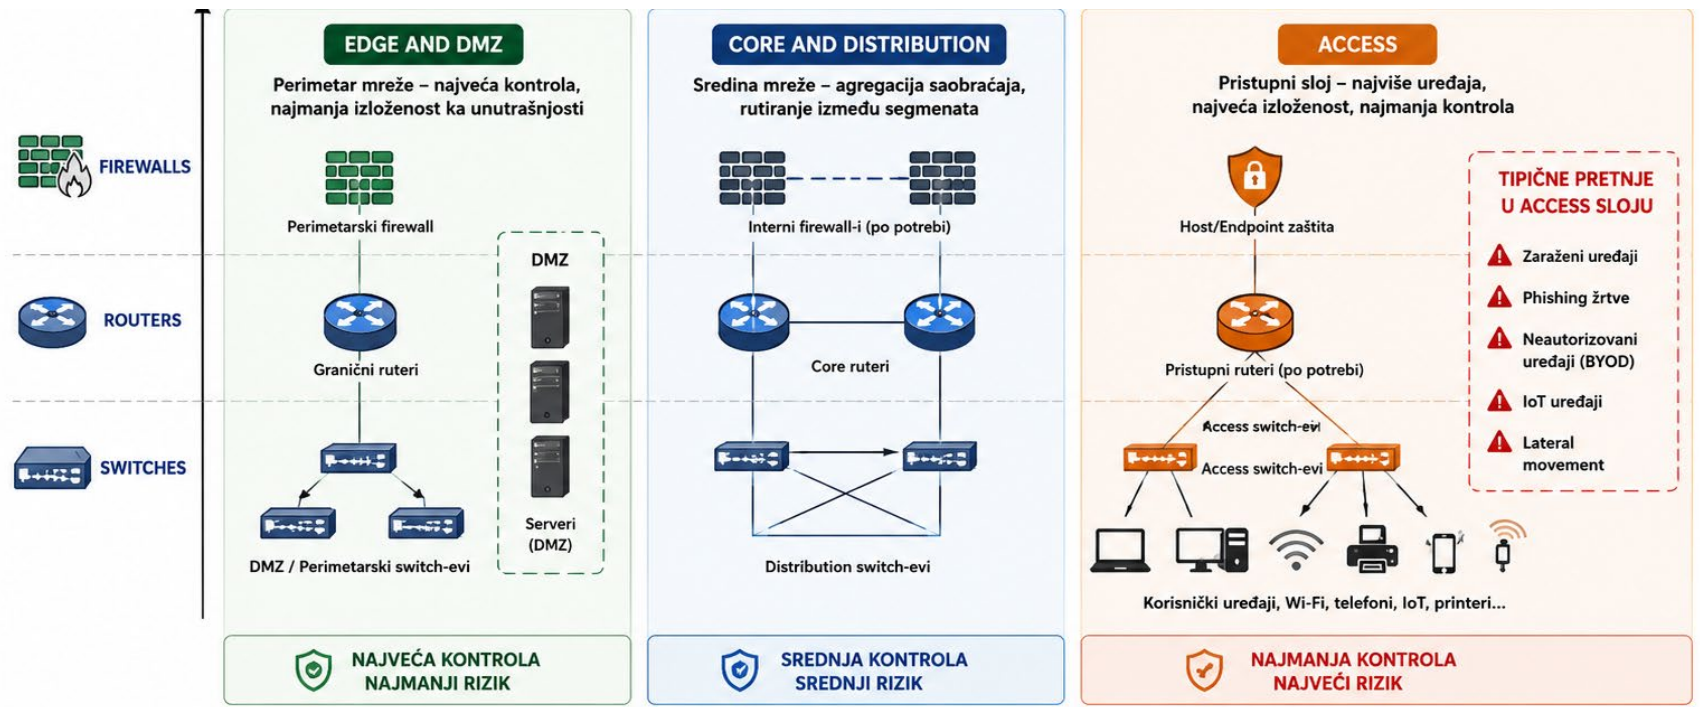 FIREWALLS
ROUTERS
SWITCHES
EDGE AND DMZ
Perimetar mreže – najveća kontrola,
najmanja izloženost ka unutrašnjosti
Perimetarski firewall
Granični ruteri
DMZ / Perimetarski switch-evi
DMZ
Serveri
(DMZ)
NAJVEĆA KONTROLA
NAJMANJI RIZIK
CORE AND DISTRIBUTION
Sredina mreže – agregacija saobraćaja,
rutiranje između segmenata
Interni firewall-i (po potrebi)
Core ruteri
Distribution switch-evi
SREDNJA KONTROLA
SREDNJI RIZIK
ACCESS
Pristupni sloj – najviše uređaja,
najveća izloženost, najmanja kontrola
Host/Endpoint zaštita
Pristupni ruteri (po potrebi)
Access switch-evi
Access switch-evi
Korisnički uređaji, Wi-Fi, telefoni, IoT, printeri...
TIPIČNE PRETNJE
U ACCESS SLOJU
Zaraženi uređaji
Phishing žrtve
Neautorizovani
uređaji (BYOD)
IoT uređaji
Lateral
movement
NAJMANJA KONTROLA
NAJVEĆI RIZIK